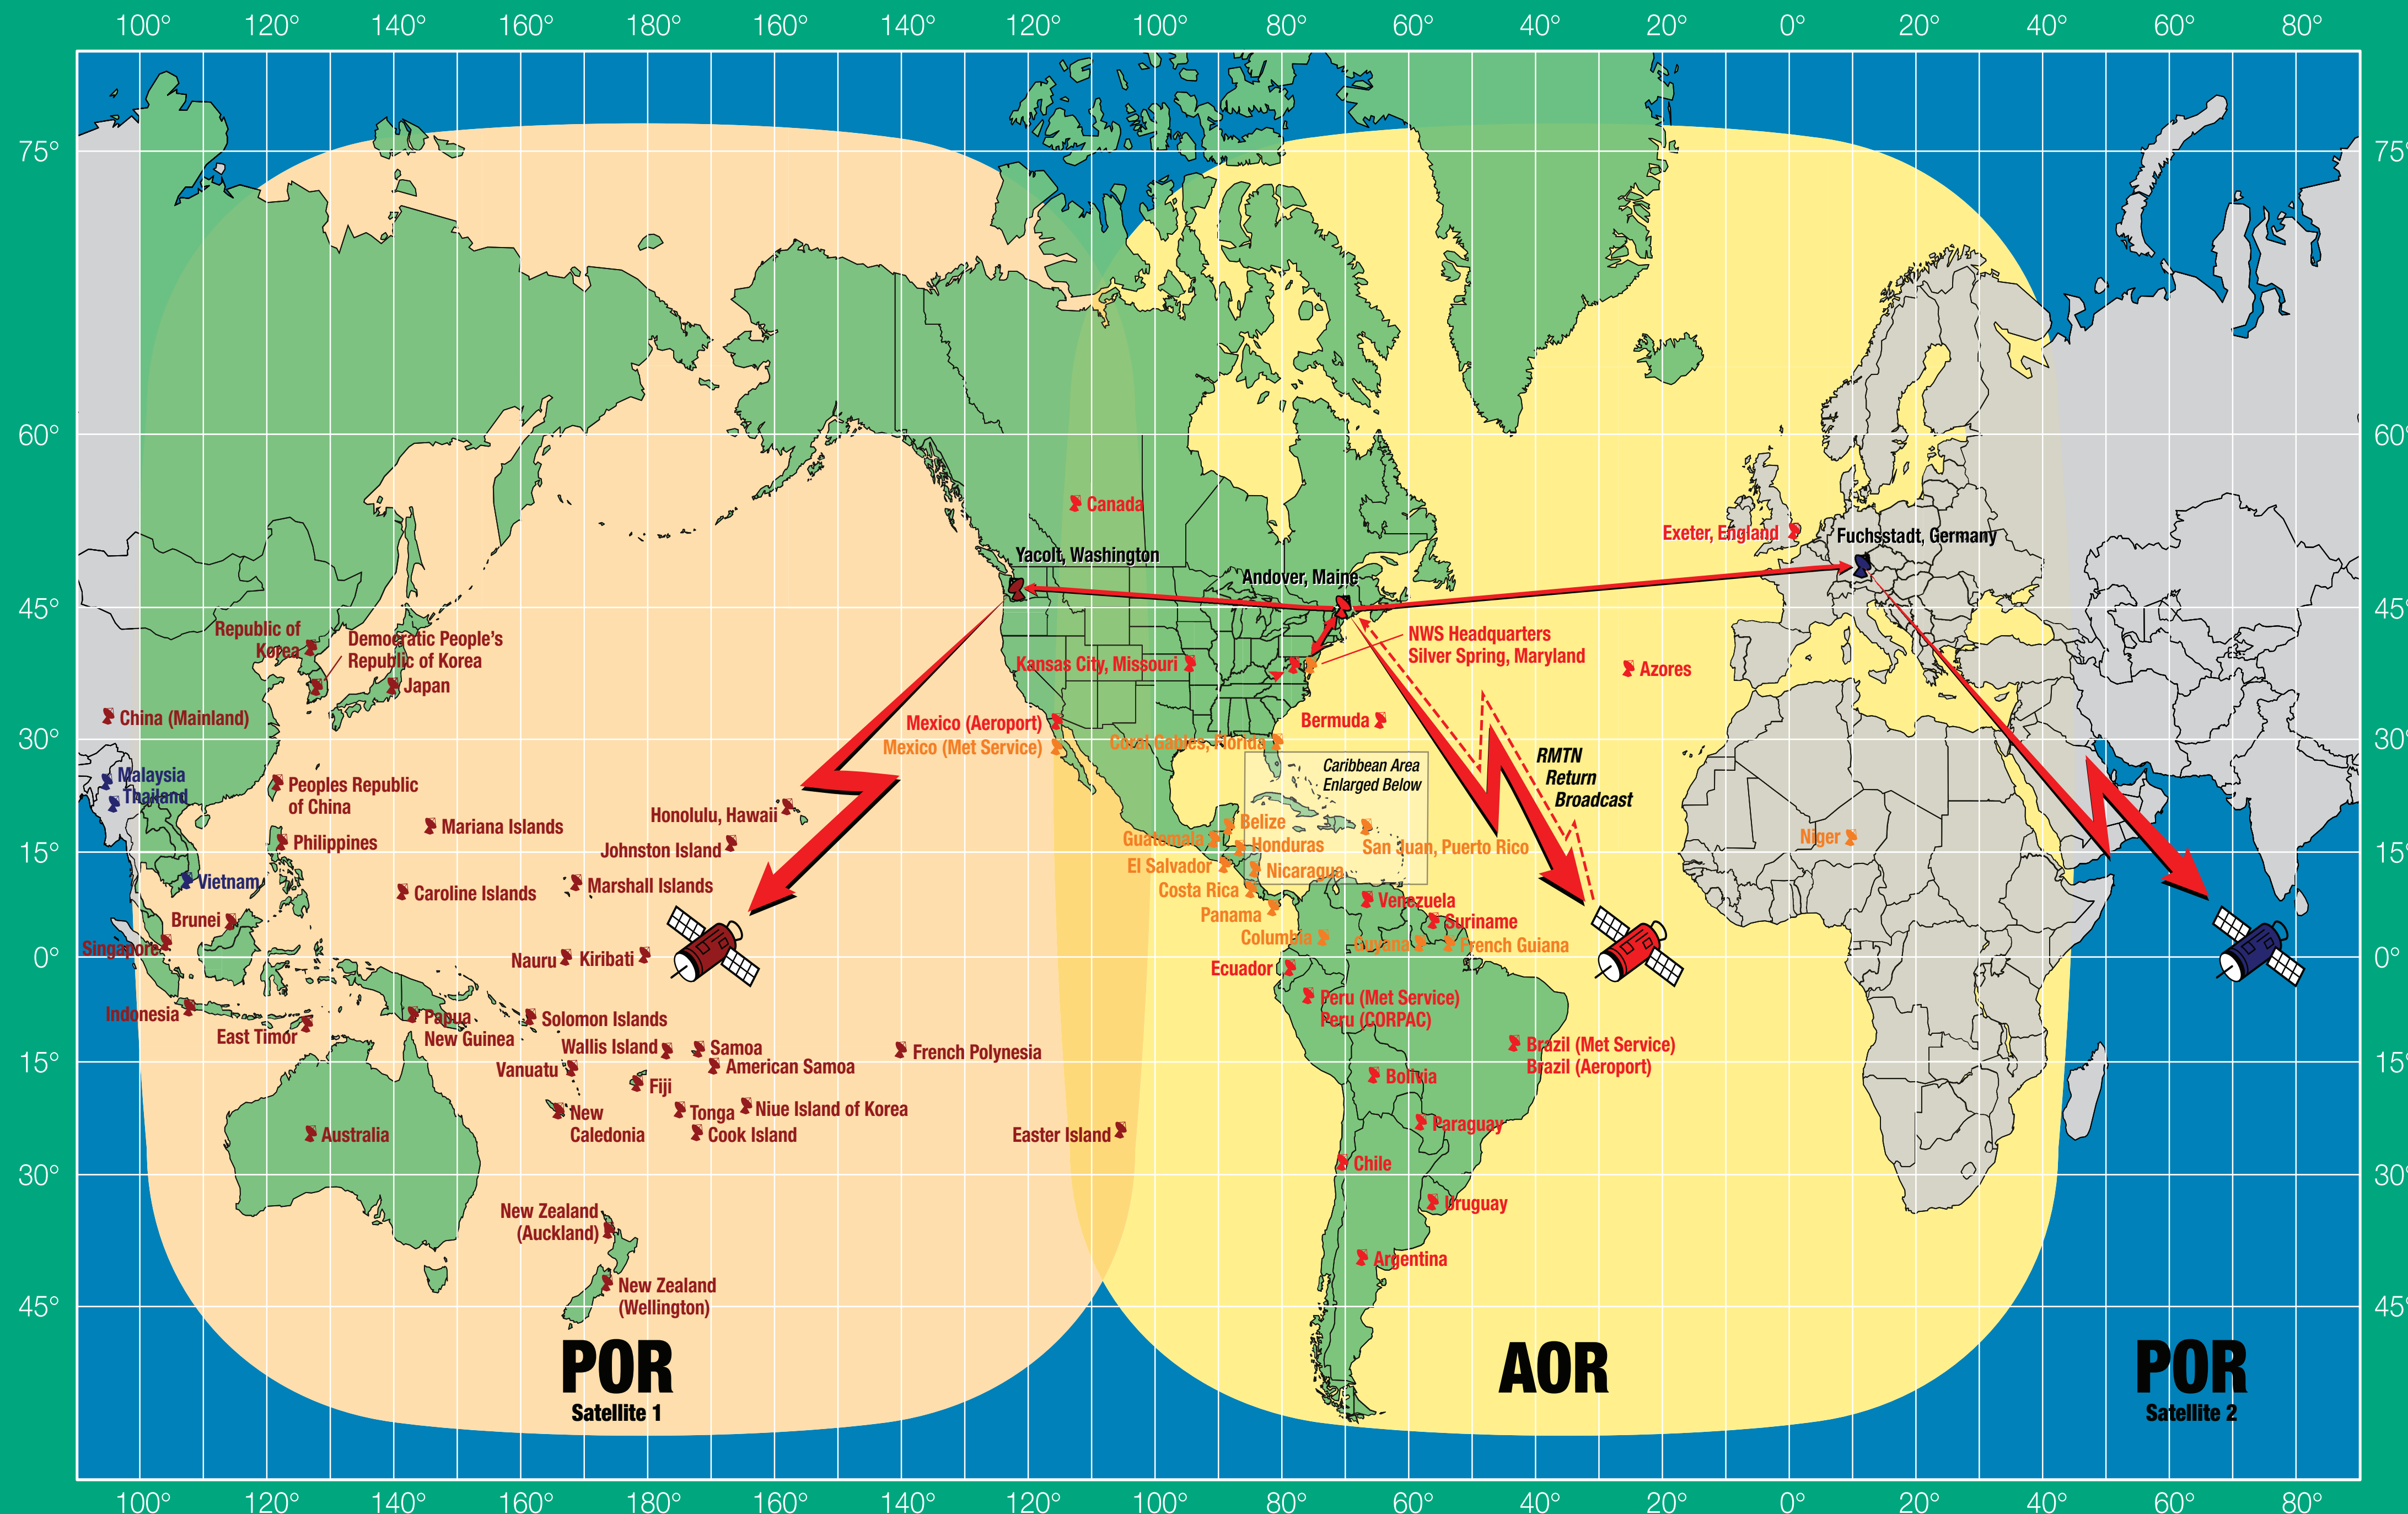 100° 120° 140° 160° 180° 160° 140° 120° 100° 80° 60° 40° 20° 0° 20° 40° 60° 80°
75° 75°
60° 60°
Canada
Exeter, England
Fuchsstadt, Germany
Yacolt, Washington
Andover, Maine
45° 45°
Republic of
Korea
Democratic People's
Republic of Korea
Japan
NWS Headquarters
Silver Spring, Maryland
Kansas City, Missouri
Azores
China (Mainland)
Mexico (Aeroport)
Mexico (Met Service)
Bermuda
Coral Gables, Florida
30° 30°
Caribbean Area
Enlarged Below
RMTN
Return
Broadcast
Malaysia
Thailand
Peoples Republic
of China
Honolulu, Hawaii
Mariana Islands
Johnston Island
Philippines
Belize
Guatemala
Honduras
San Juan, Puerto Rico
Niger
15° 15°
El Salvador
Nicaragua
Vietnam
Caroline Islands
Marshall Islands
Costa Rica
Venezuela
Panama
Suriname
Brunei
Columbia
Guyana
French Guiana
Singapore
0° 0°
Nauru
Kiribati
Ecuador
Peru (Met Service)
Peru (CORPAC)
Indonesia
East Timor
Papua
New Guinea
Solomon Islands
Wallis Island
Samoa
American Samoa
French Polynesia
Brazil (Met Service)
Brazil (Aeroport)
15° 15°
Vanuatu
Fiji
Bolivia
New
Caledonia
Tonga
Niue Island of Korea
Cook Island
Easter Island
Paraguay
Australia
Chile
30° 30°
Uruguay
New Zealand
(Auckland)
Argentina
New Zealand
(Wellington)
45° 45°
POR
Satellite 1
AOR
POR
Satellite 2
100° 120° 140° 160° 180° 160° 140° 120° 100° 80° 60° 40° 20° 0° 20° 40° 60° 80°